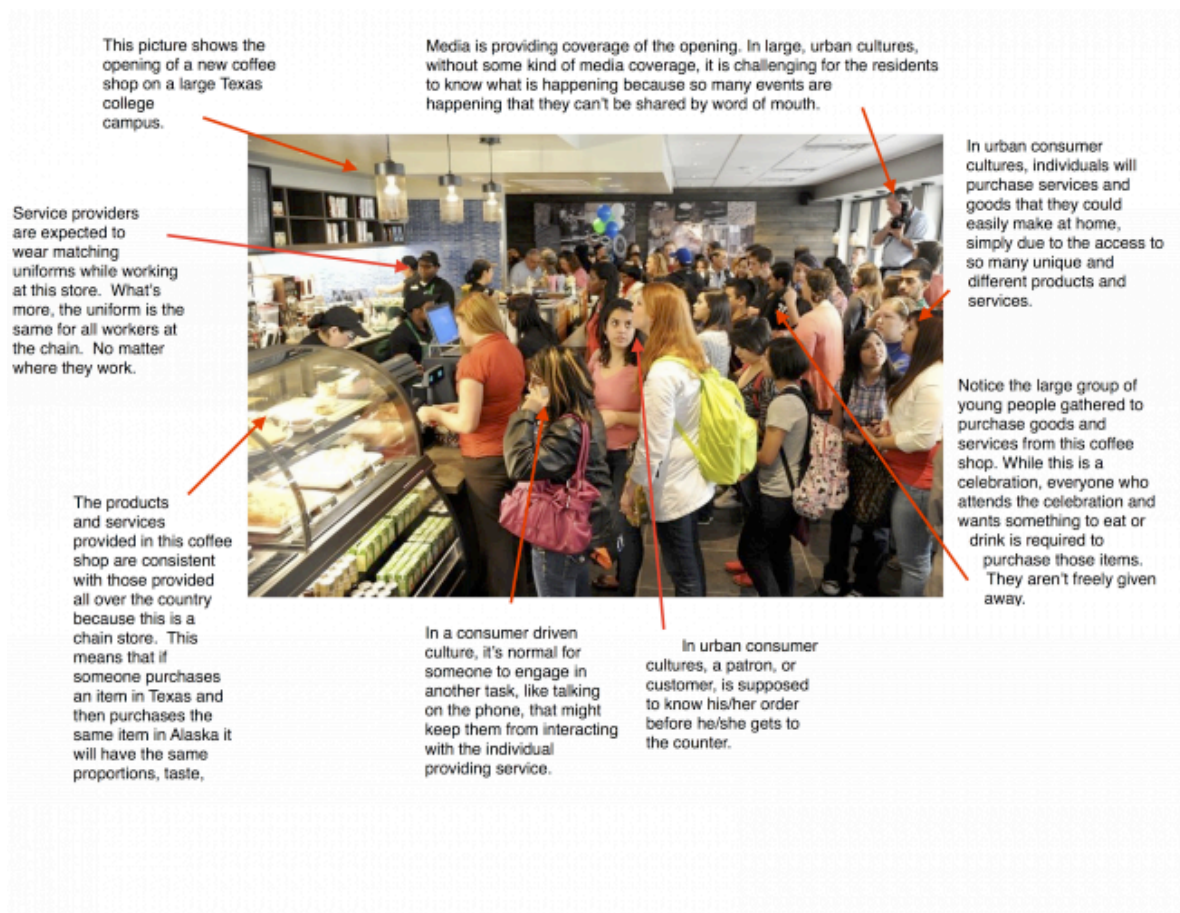 This picture shows the
opening of a new coffee
shop on a large Texas
college
campus.
Media is providing coverage of the opening. In large, urban cultures,
without some kind of media coverage, it is challenging for the residents
to know what is happening because so many events are
happening that they can't be shared by word of mouth.
In urban consumer
cultures, individuals will
purchase services and
goods that they could
easily make at home,
simply due to the access to
so many unique and
different products and
services.
Service providers
are expected to
wear matching
uniforms while working
at this store. What's
more, the uniform is the
same for all workers at
the chain. No matter
where they work.
Notice the large group of
young people gathered to
purchase goods and
services from this coffee
shop. While this is a
celebration, everyone who
attends the celebration and
wants something to eat or
drink is required to
purchase those items.
They aren't freely given
away.
The products
and services
provided in this coffee
shop are consistent
with those provided
all over the country
because this is a
chain store. This
means that if
someone purchases
an item in Texas and
then purchases the
same item in Alaska it
will have the same
proportions, taste,
In a consumer driven
culture, it's normal for
someone to engage in
another task, like talking
on the phone, that might
keep them from interacting
with the individual
providing service.
In urban consumer
cultures, a patron, or
customer, is supposed
to know his/her order
before he/she gets to
the counter.